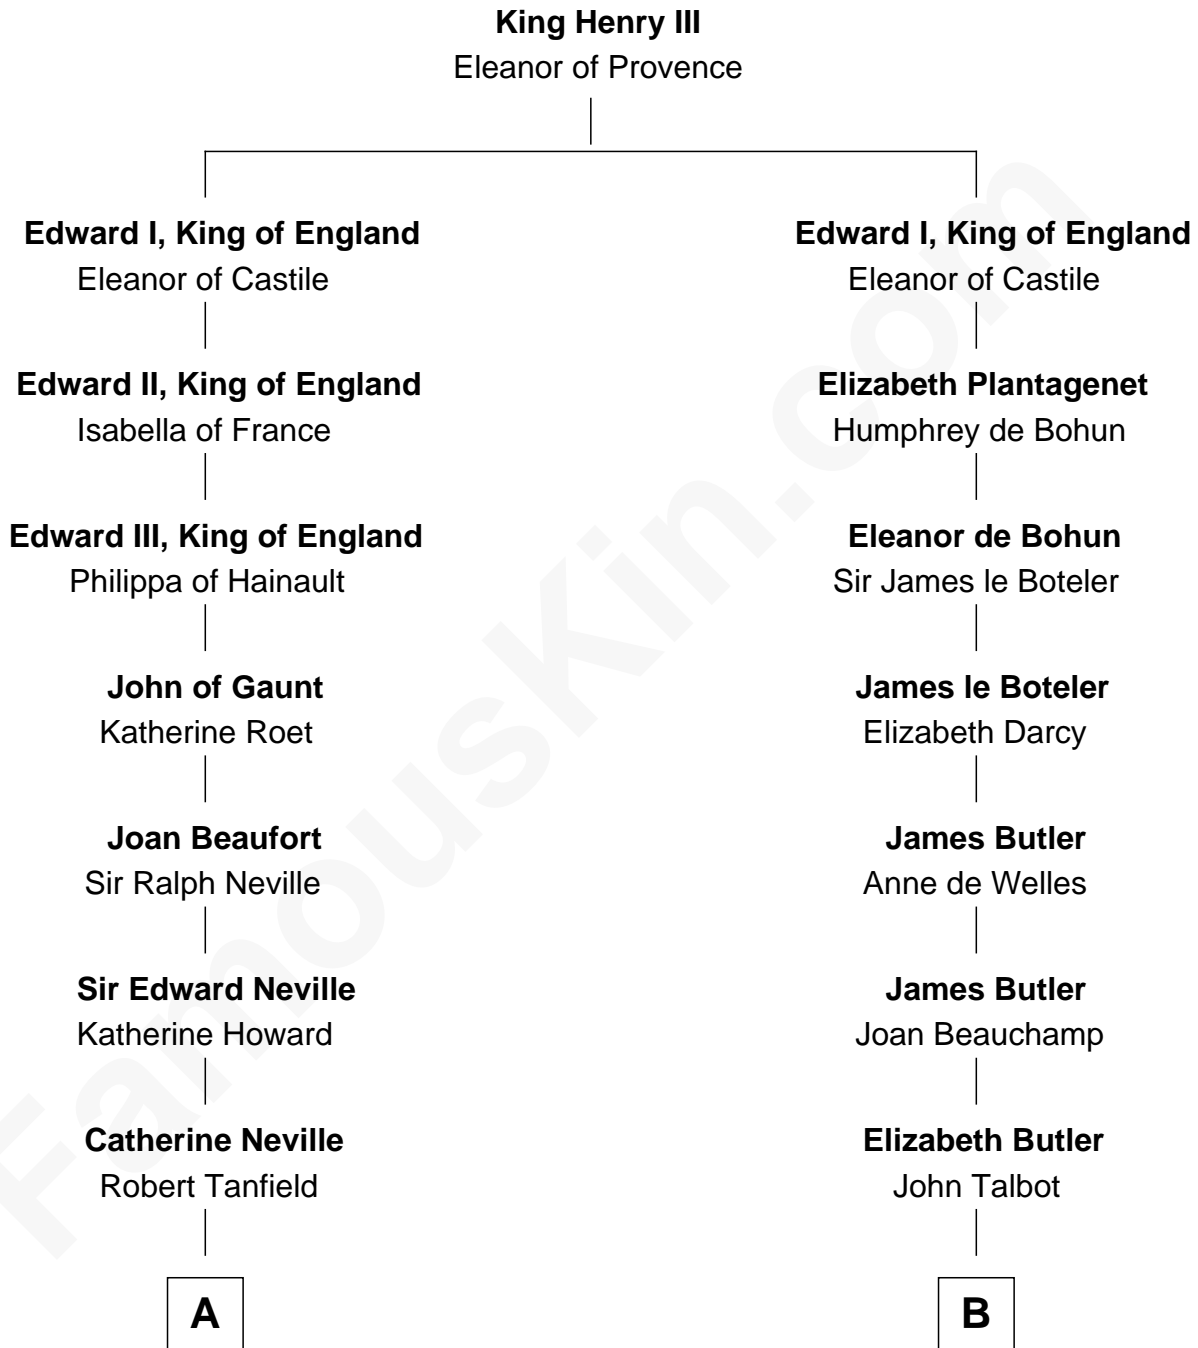 King Henry III
Eleanor of Provence
Edward I, King of England
Eleanor of Castile
Edward II, King of England
Isabella of France
Edward III, King of England
Philippa of Hainault
John of Gaunt
Katherine Roet
Joan Beaufort
Sir Ralph Neville
Sir Edward Neville
Katherine Howard
Catherine Neville
Robert Tanfield
A
Edward I, King of England
Eleanor of Castile
Elizabeth Plantagenet
Humphrey de Bohun
Eleanor de Bohun
Sir James le Boteler
James le Boteler
Elizabeth Darcy
James Butler
Anne de Welles
James Butler
Joan Beauchamp
Elizabeth Butler
John Talbot
B
FamousKin.com